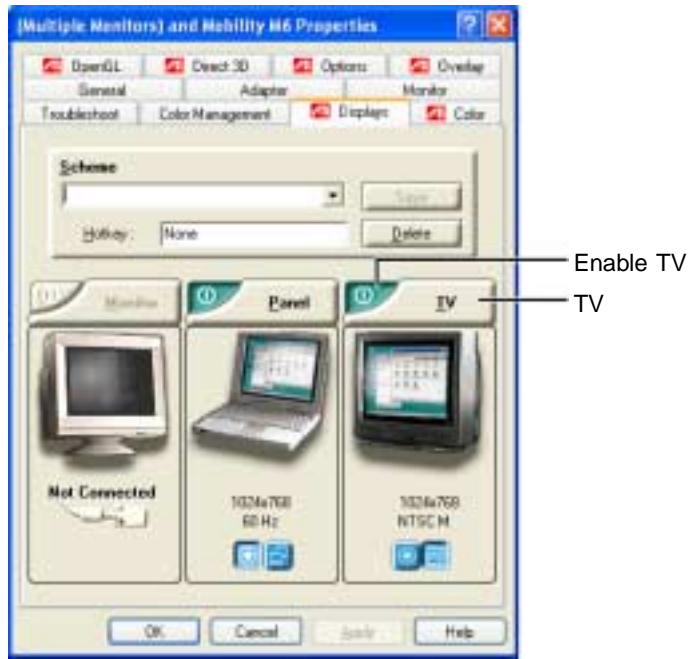 (Multiple Monitors) and Mobility M6 Properties
OpenGL Direct 3D Options Overlay
General Adapter Monitor
Troubleshoot Color Management Displays Color
Scheme
Save
Hotkey: None Delete
Enable TV
Monitor Panel TV
TV
Not Connected
1024x768
60 Hz
1024x768
NTSC M
OK Cancel Apply Help